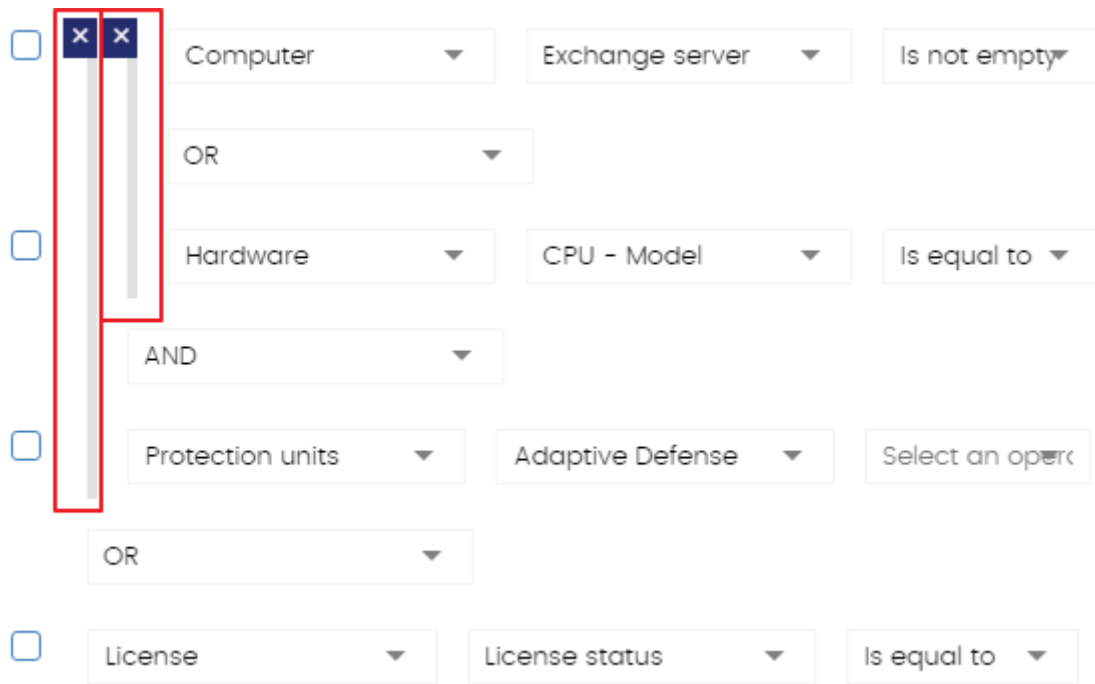 Computer Exchange server Is not empty
OR
Hardware CPU - Model Is equal to
AND
Protection units Adaptive Defense Select an opera
OR
License License status Is equal to